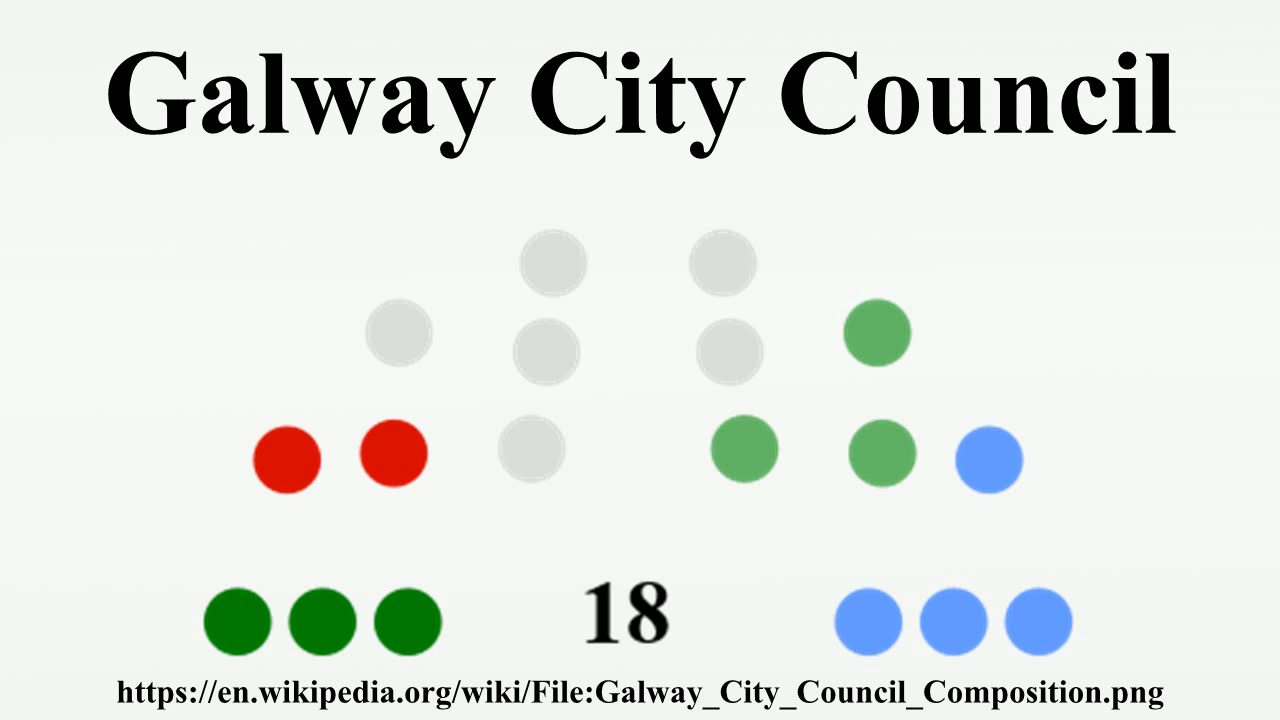 Galway City Council
18
https://en.wikipedia.org/wiki/File:Galway_City_Council_Composition.png